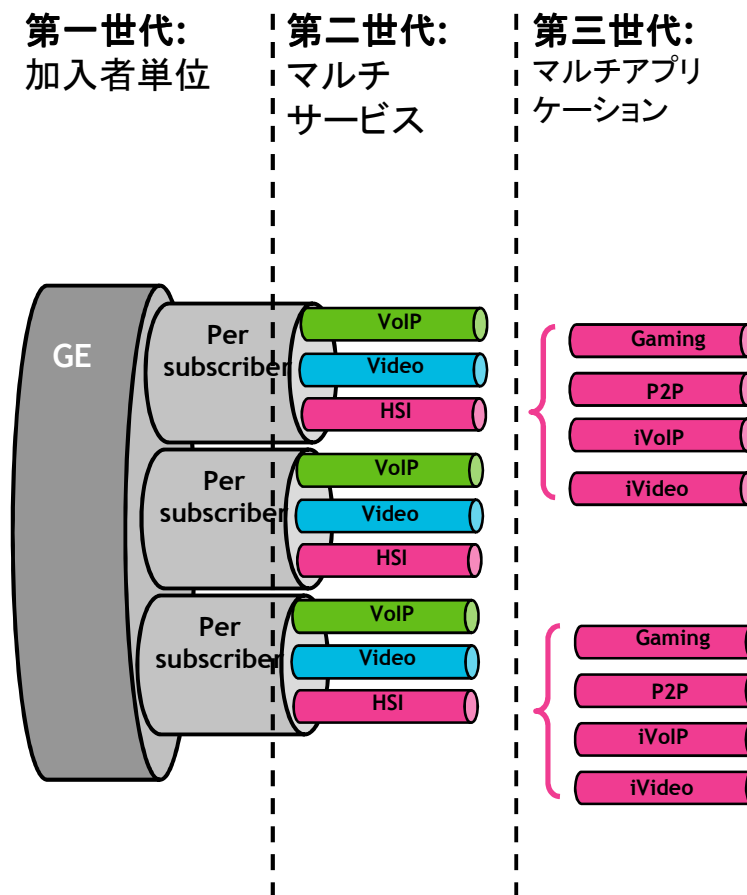 第一世代:
加入者単位
第二世代:
マルチ
サービス
第三世代:
マルチアプリ
ケーション
GE
Per
subscriber
VoIP
Video
HSI
Per
subscriber
VoIP
Video
HSI
Per
subscriber
VoIP
Video
HSI
Gaming
P2P
iVoIP
iVideo
Gaming
P2P
iVoIP
iVideo